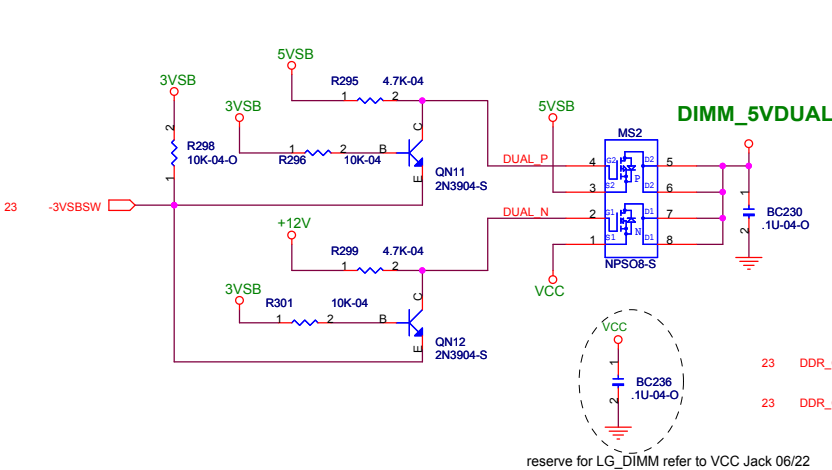 5VSB
R295 4.7K-04
1 2
3VSB
2
R298
10K-04-O
1
3VSB
1 2
R296 10K-04
B
C
E
QN11
2N3904-S
23 -3VSBSW
+12V
R299 4.7K-04
1 2
3VSB
R301 10K-04
1 2
B
C
E
QN12
2N3904-S
5VSB
MS2
DUAL_P
4 G2 D2 5
P
3 S2 D2 6
DUAL_N
2 G1 D1 7
N
1 S1 D1 8
NPSO8-S
VCC
DIMM_5VDUAL
1
BC230
.1U-04-O
2
VCC
1
BC236
.1U-04-O
2
23 DDR_
23 DDR_
reserve for LG_DIMM refer to VCC Jack 06/22